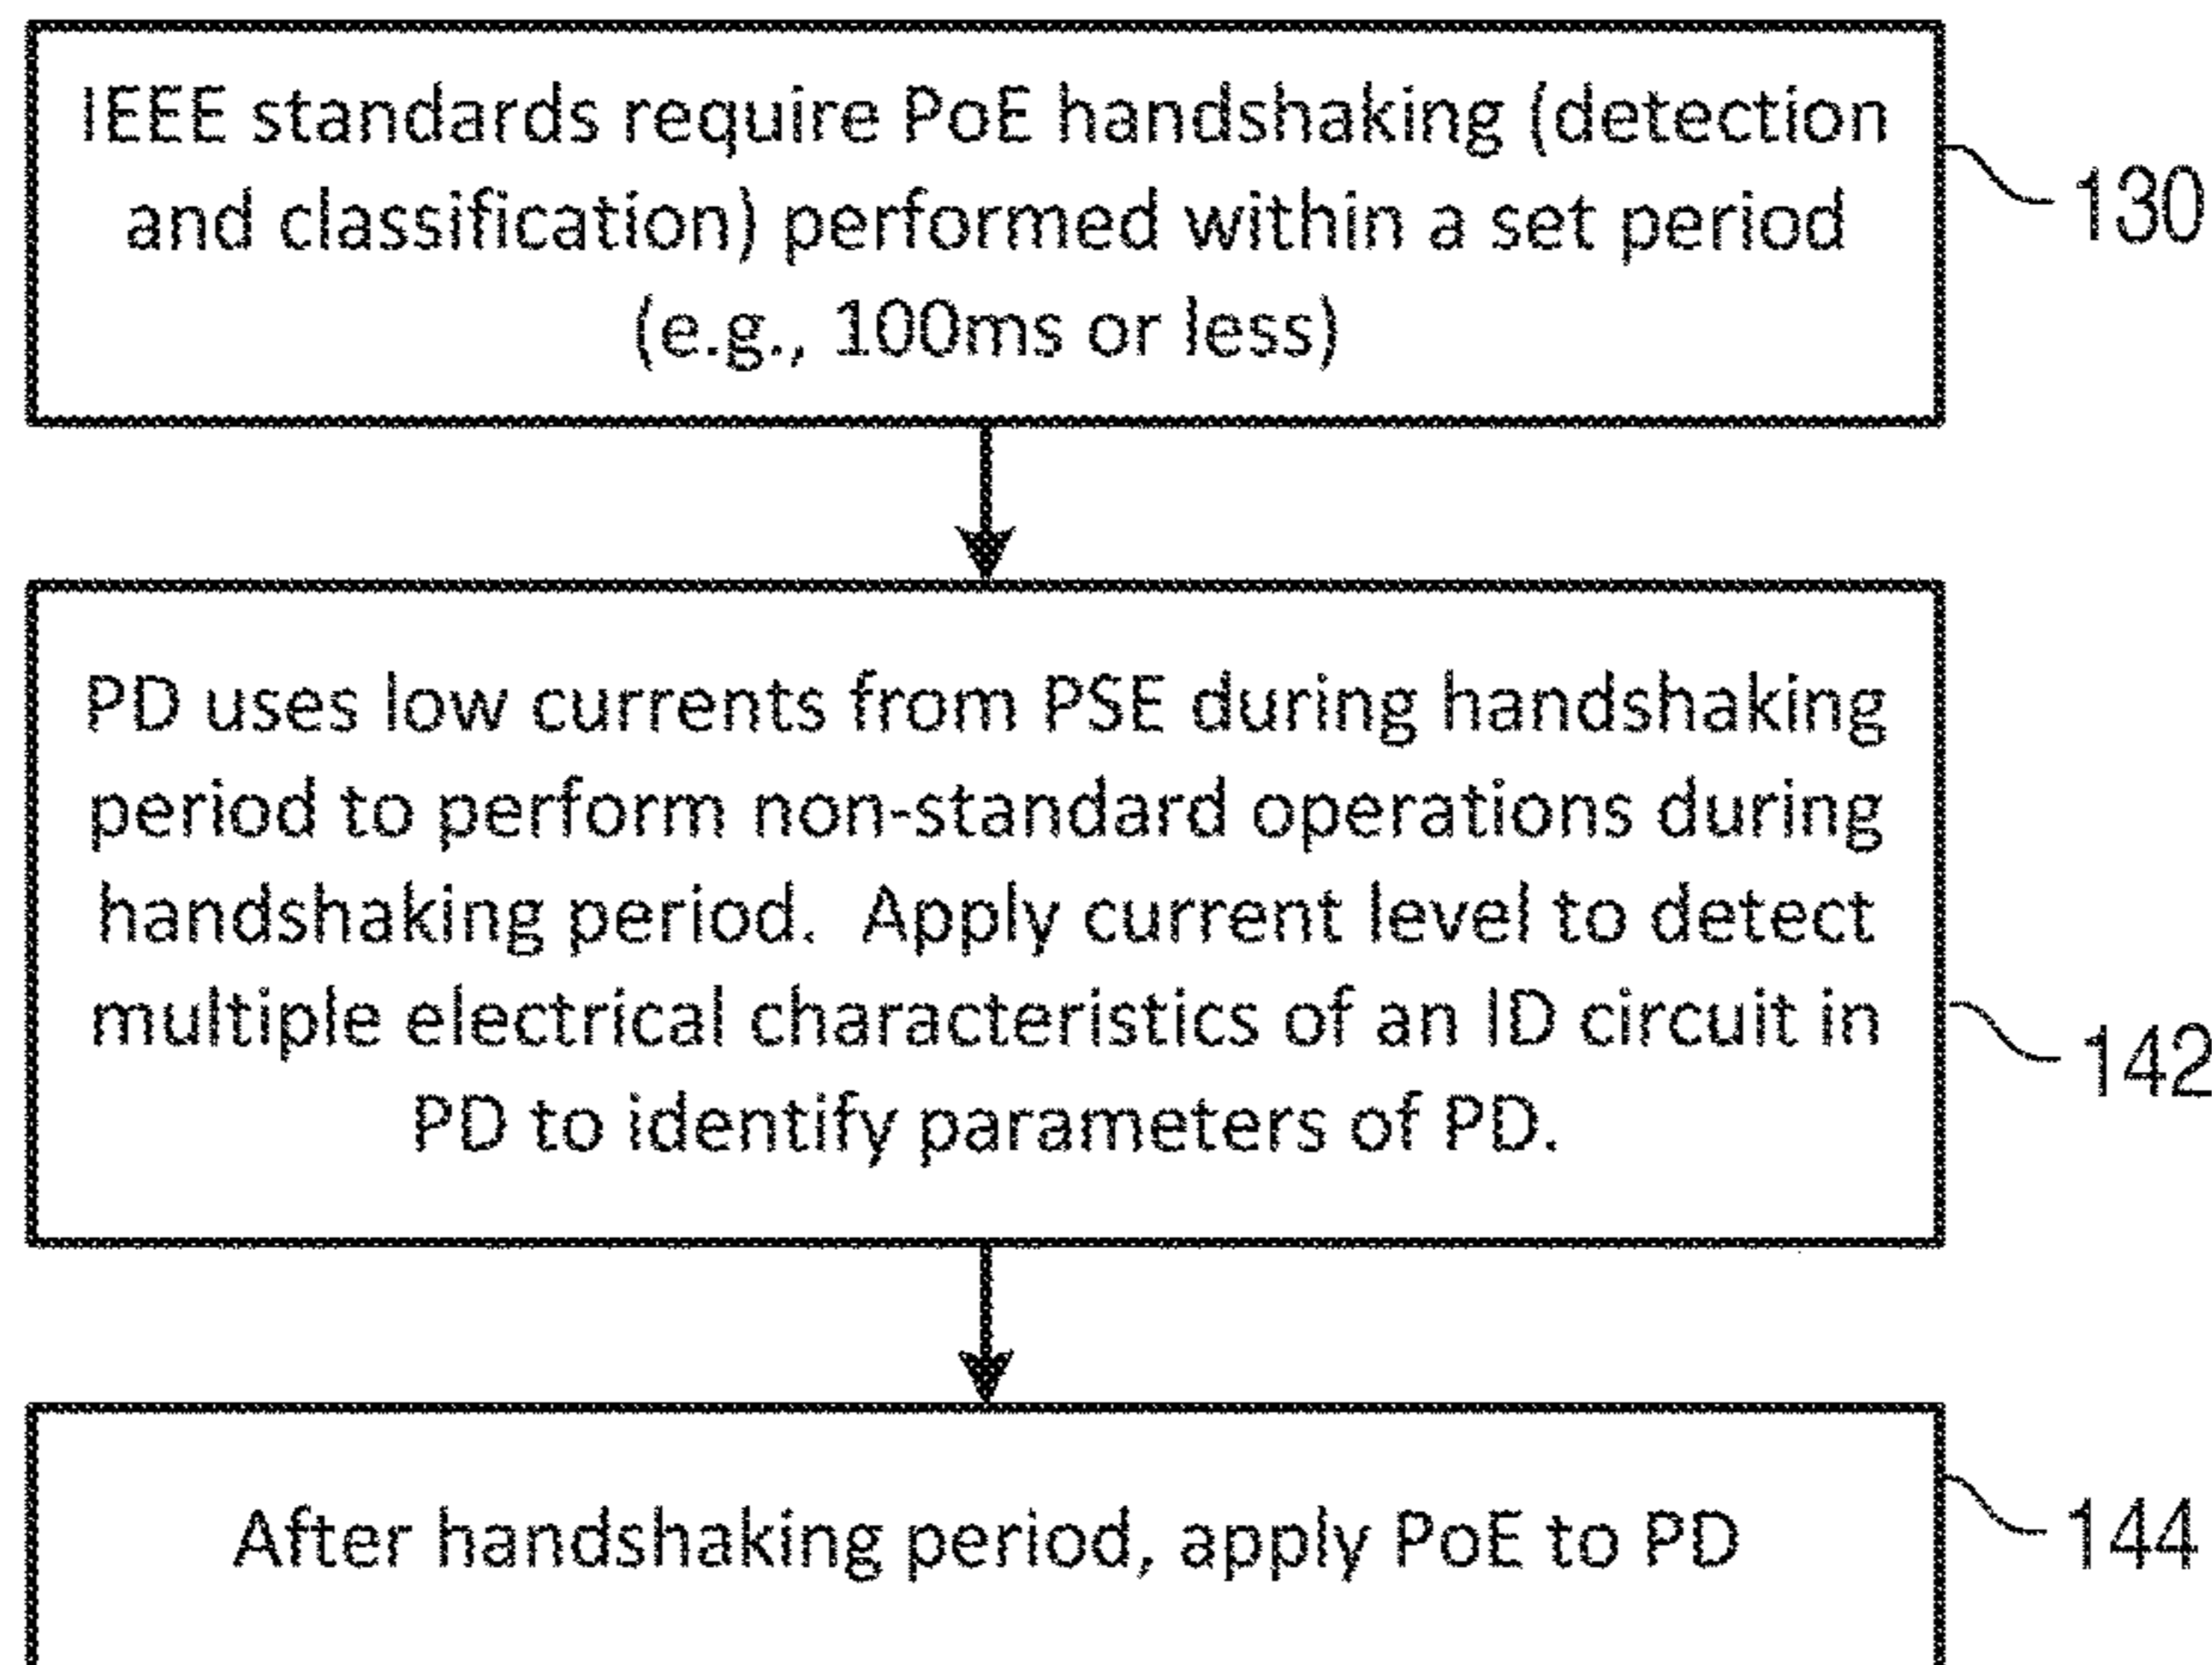 IEEE standards require PoE handshaking (detection
and classification) performed within a set period
(e.g., 100ms or less)
130
PD uses low currents from PSE during handshaking
period to perform non-standard operations during
handshaking period. Apply current level to detect
multiple electrical characteristics of an ID circuit in
PD to identify parameters of PD.
142
After handshaking period, apply PoE to PD
144